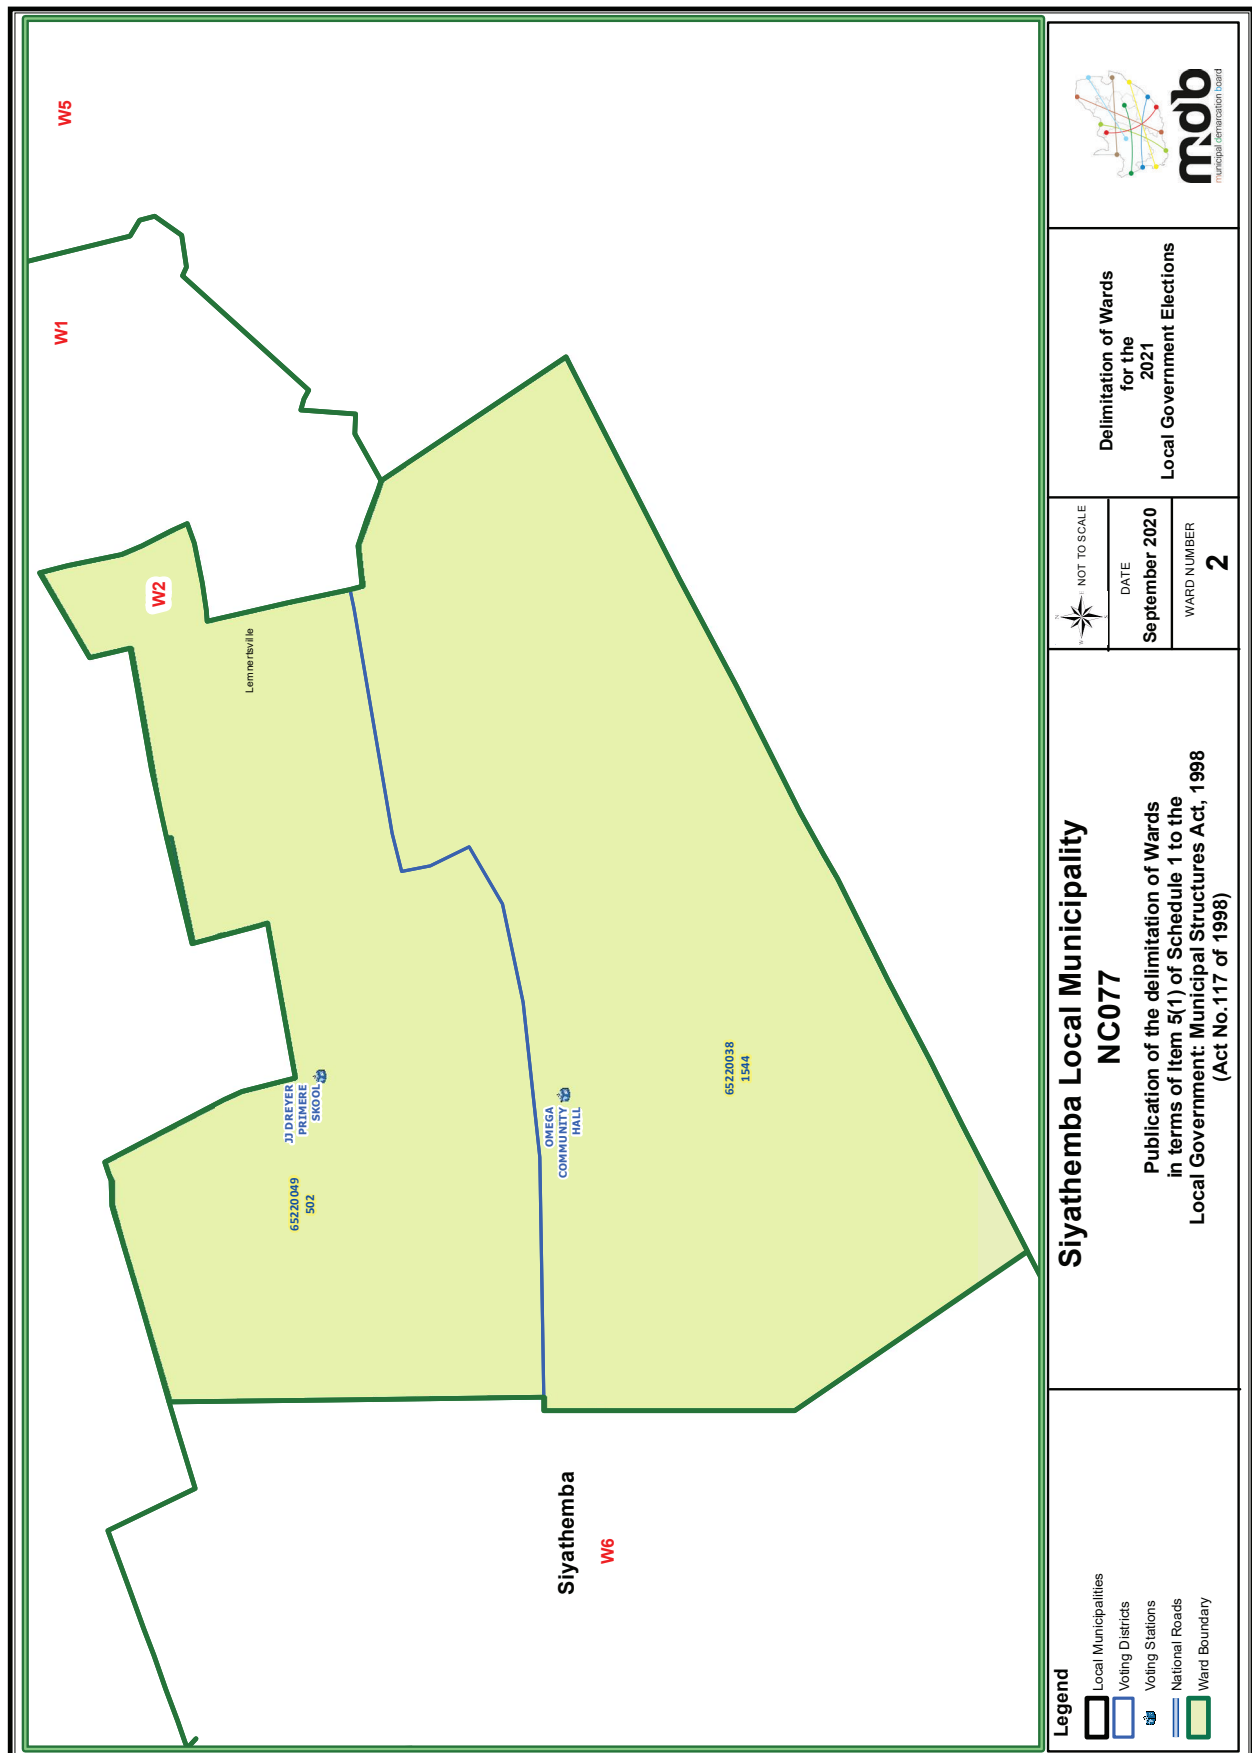 W5
W1
W2
Lemnertsville
JJ DREYER
PRIMERE
SKOOL
65220049
502
OMEGA
COMMUNITY
HALL
65220038
1544
Siyathemba
W6
Legend
Local Municipalities
Voting Districts
Voting Stations
National Roads
Ward Boundary
Siyathemba Local Municipality
NC077
Publication of the delimitation of Wards
in terms of Item 5(1) of Schedule 1 to the
Local Government: Municipal Structures Act, 1998
(Act No.117 of 1998)
N
W
E
S
NOT TO SCALE
DATE
September 2020
WARD NUMBER
2
Delimitation of Wards
for the
2021
Local Government Elections
mdb
municipal demarcation board